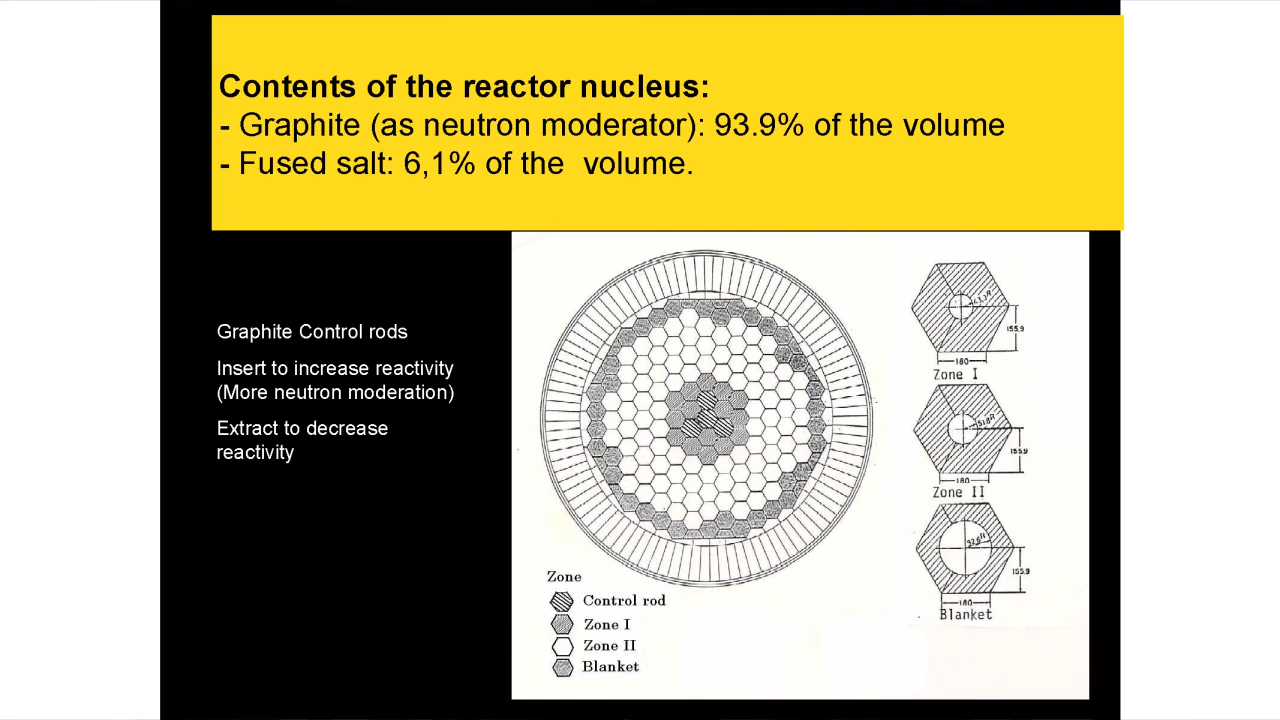 Contents of the reactor nucleus:
- Graphite (as neutron moderator): 93.9% of the volume
- Fused salt: 6,1% of the  volume.
Graphite Control rods
Insert to increase reactivity
(More neutron moderation)
Extract to decrease
reactivity
155.9
180
Zone I
51.8R
155.9
180
Zone II
155.9
180
Blanket
Zone
Control rod
Zone I
Zone II
Blanket